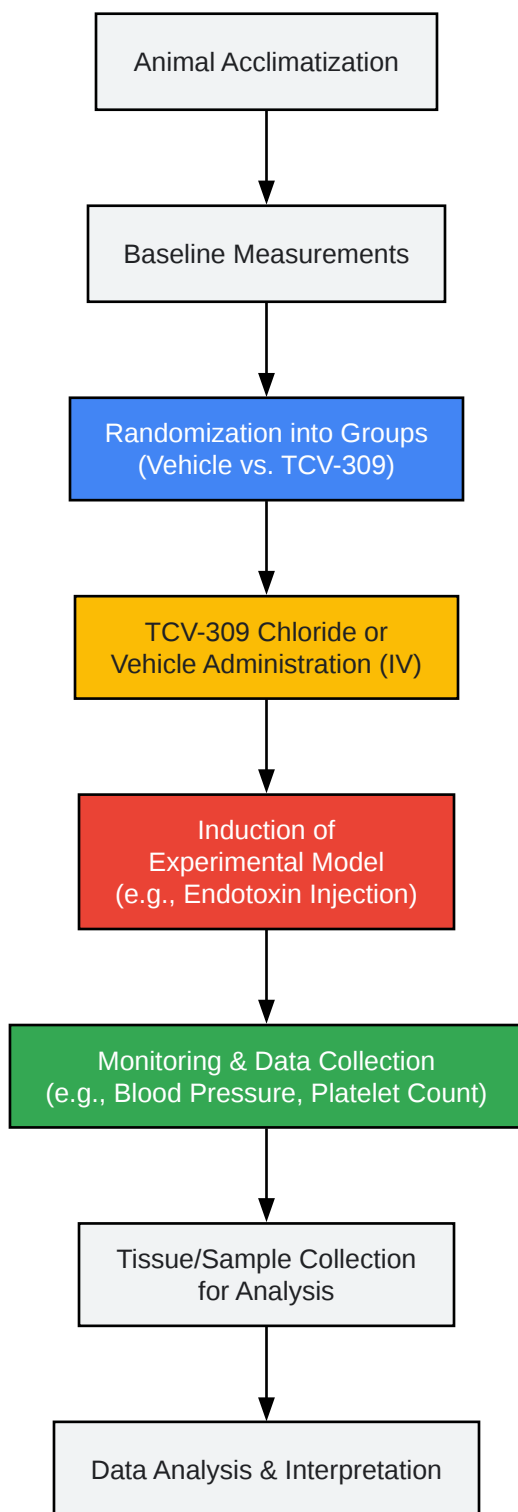 Animal Acclimatization
Baseline Measurements
Randomization into Groups
(Vehicle vs. TCV-309)
TCV-309 Chloride or
Vehicle Administration (IV)
Induction of
Experimental Model
(e.g., Endotoxin Injection)
Monitoring & Data Collection
(e.g., Blood Pressure, Platelet Count)
Tissue/Sample Collection
for Analysis
Data Analysis & Interpretation